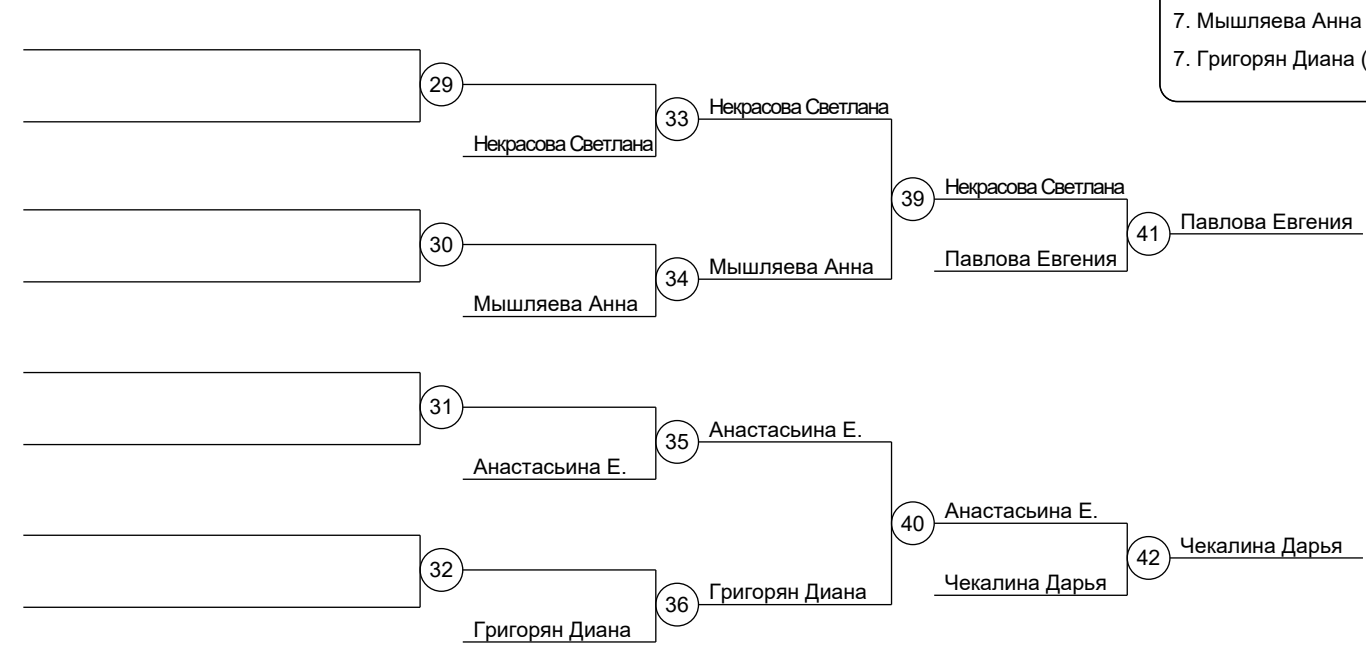 7. Мышляева Анна
7. Григорян Диана (
29
Некрасова Светлана
33
Некрасова Светлана
30
Мышляева Анна
34
Мышляева Анна
39
Некрасова Светлана
Павлова Евгения
41
Павлова Евгения
31
Анастасьина Е.
35
Анастасьина Е.
32
Григорян Диана
36
Григорян Диана
40
Анастасьина Е.
Чекалина Дарья
42
Чекалина Дарья